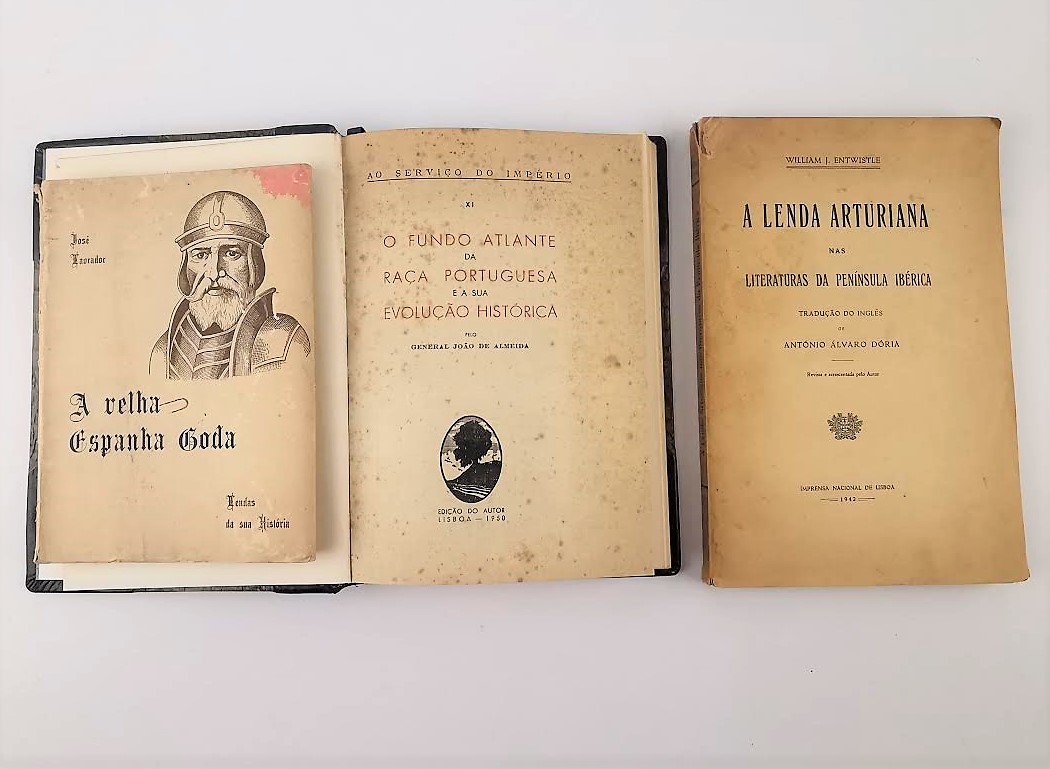 José
Lavrador
A velha
Espanha Goda
Lendas
da sua História
AO SERVIÇO DO IMPÉRIO
XI
O FUNDO ATLANTE
DA
RAÇA PORTUGUESA
E A SUA
EVOLUÇÃO HISTÓRICA
PELO
GENERAL JOÃO DE ALMEIDA
EDIÇÃO DO AUTOR
LISBOA — 1950
WILLIAM J. ENTWISTLE
A LENDA ARTURIANA
NAS
LITERATURAS DA PENÍNSULA IBÉRICA
TRADUÇÃO DO INGLÊS
DE
ANTÓNIO ÁLVARO DÓRIA
Revista e acrescentada pelo Autor
IMPRENSA NACIONAL DE LISBOA
1942